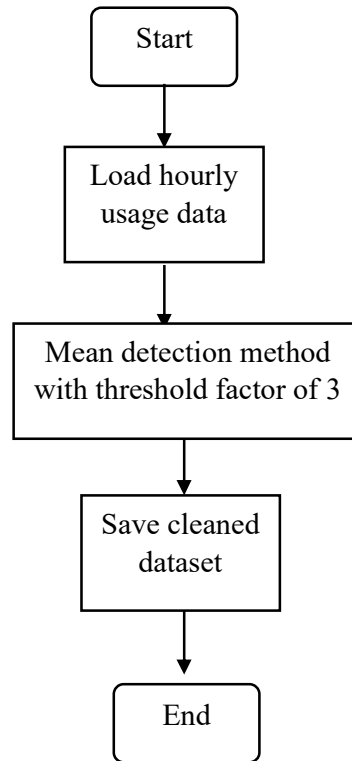 Start
Load hourly
usage data
Mean detection method
with threshold factor of 3
Save cleaned
dataset
End